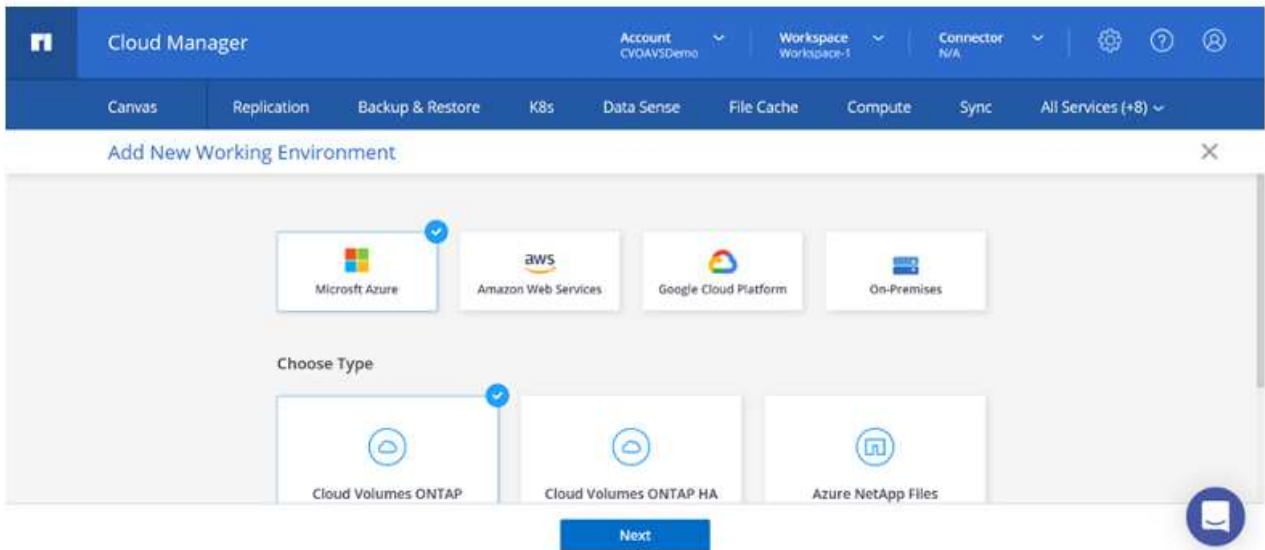 Cloud Manager
Account
CVOAVSDemo
Workspace
Workspace-1
Connector
N/A
Canvas
Replication
Backup & Restore
K8s
Data Sense
File Cache
Compute
Sync
All Services (+8)
Add New Working Environment
Microsft Azure
aws
Amazon Web Services
Google Cloud Platform
On-Premises
Choose Type
Cloud Volumes ONTAP
Cloud Volumes ONTAP HA
Azure NetApp Files
Next